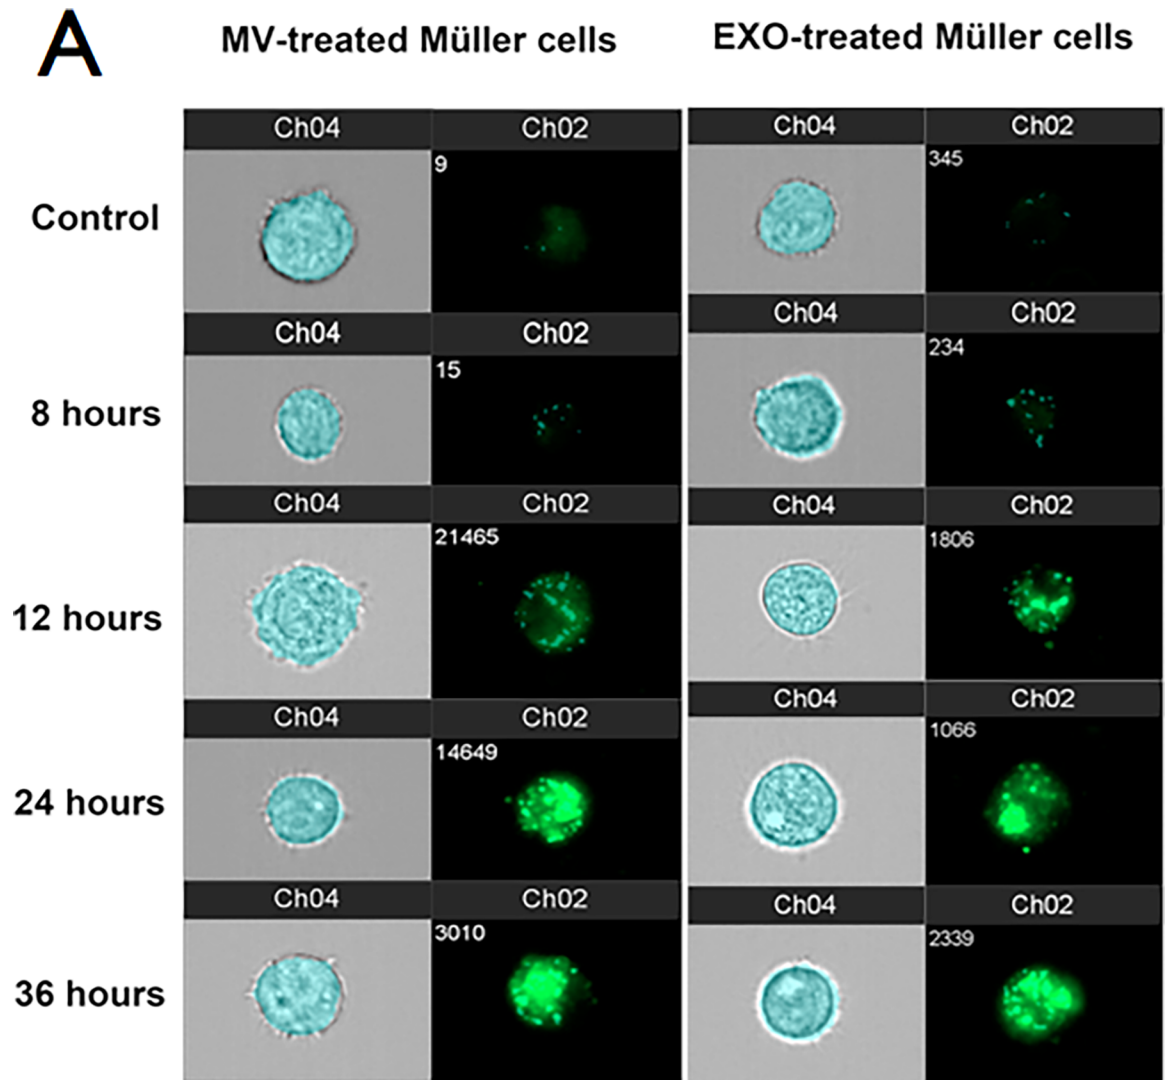 A
MV-treated Müller cells EXO-treated Müller cells
Ch04 Ch02 Ch04 Ch02
Control 9 345
Ch04 Ch02 Ch04 Ch02
8 hours 15 234
Ch04 Ch02 Ch04 Ch02
12 hours 21465 1806
Ch04 Ch02 Ch04 Ch02
24 hours 14649 1066
Ch04 Ch02 Ch04 Ch02
36 hours 3010 2339